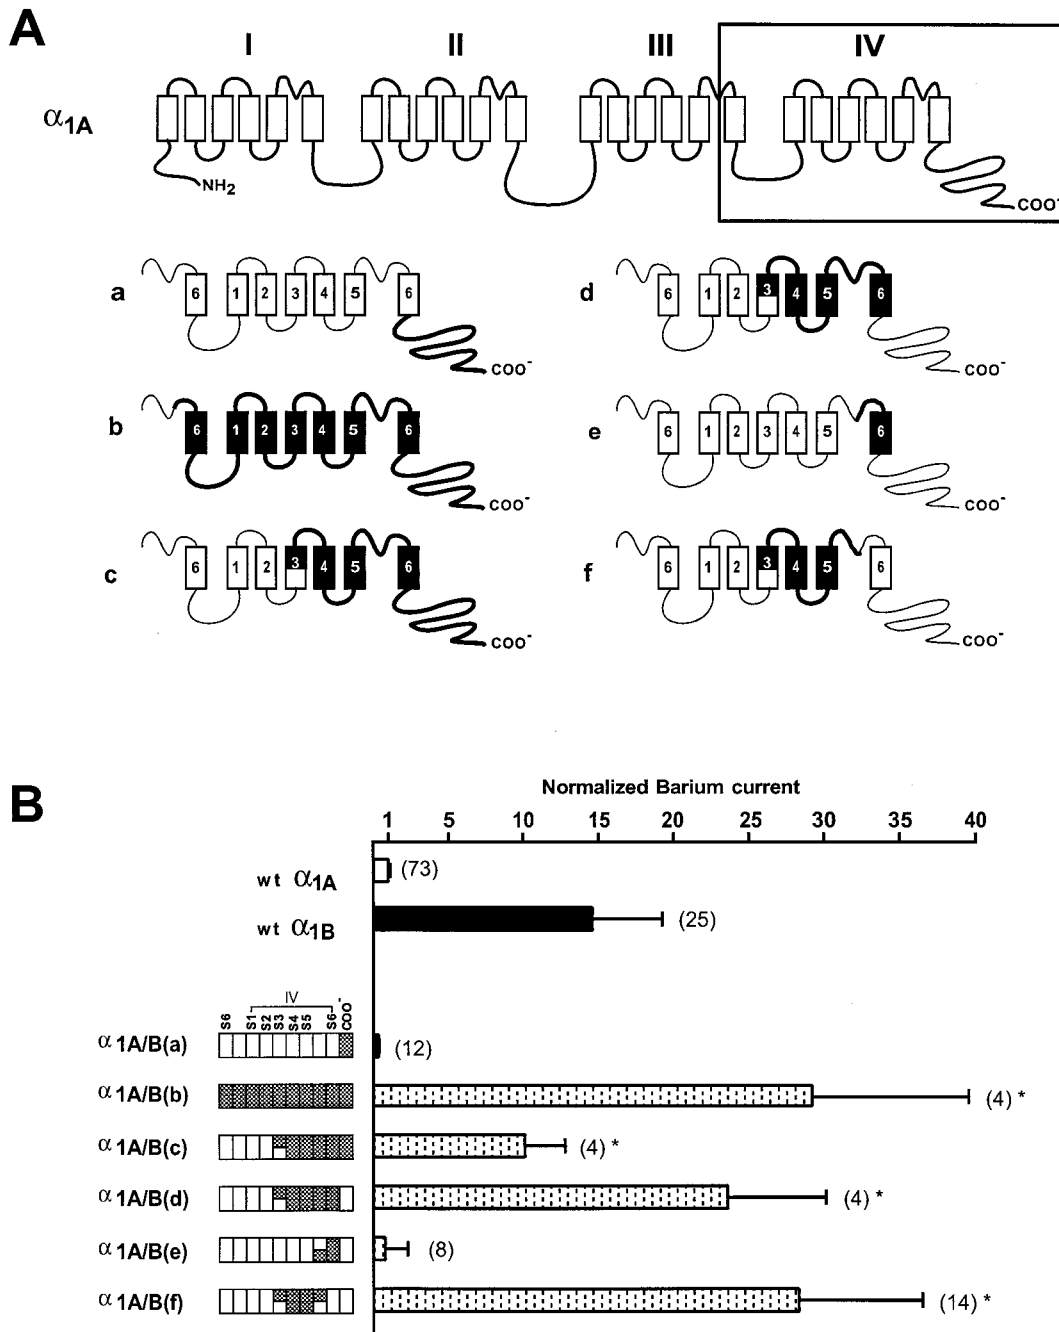 A
I II III IV
α1A
NH2
COO-
a
6 1 2 3 4 5 6
COO-
d
6 1 2 3 4 5 6
COO-
b
6 1 2 3 4 5 6
COO-
e
6 1 2 3 4 5 6
COO-
c
6 1 2 3 4 5 6
COO-
f
6 1 2 3 4 5 6
COO-
B
Normalized Barium current
1 5 10 15 20 25 30 35 40
wt α1A (73)
wt α1B (25)
IV
S6 S1 S2 S3 S4 S5 S6 COO-
α 1A/B(a) (12)
α 1A/B(b) (4) *
α 1A/B(c) (4) *
α 1A/B(d) (4) *
α 1A/B(e) (8)
α 1A/B(f) (14) *